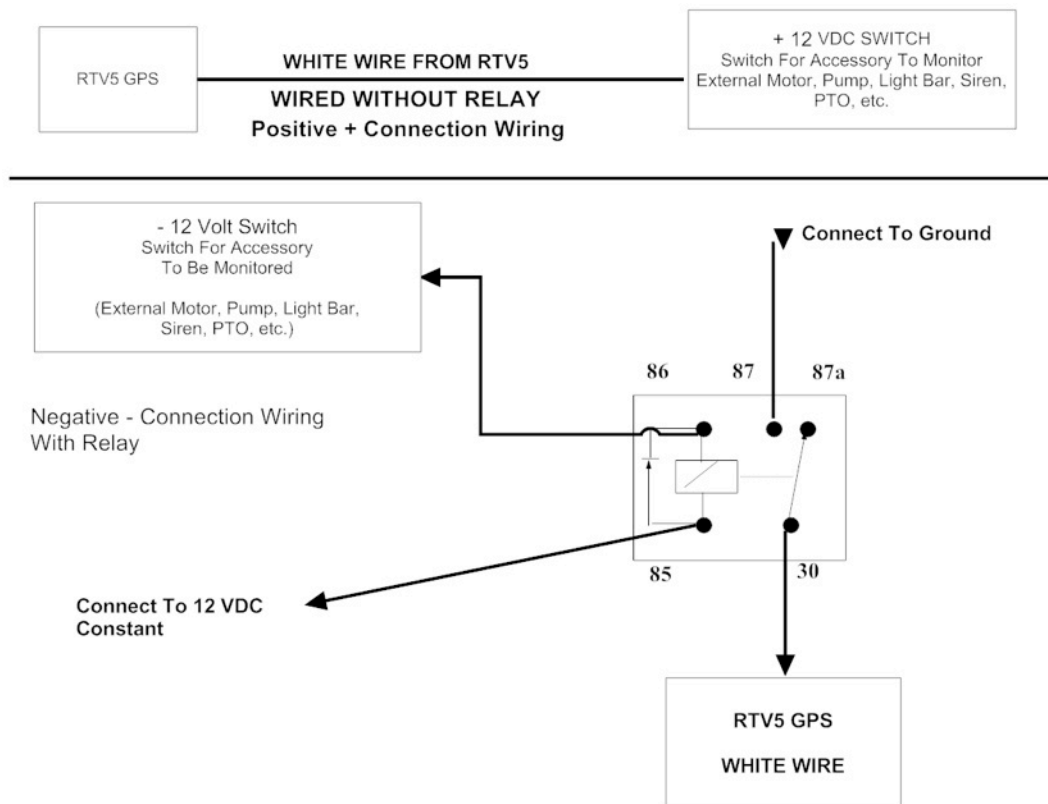 RTV5 GPS
WHITE WIRE FROM RTV5
WIRED WITHOUT RELAY
Positive + Connection Wiring
+ 12 VDC SWITCH
Switch For Accessory To Monitor
External Motor, Pump, Light Bar, Siren,
PTO, etc.
- 12 Volt Switch
Switch For Accessory
To Be Monitored
(External Motor, Pump, Light Bar,
Siren, PTO, etc.)
Connect To Ground
Negative - Connection Wiring
With Relay
86
87
87a
85
30
Connect To 12 VDC
Constant
RTV5 GPS
WHITE WIRE